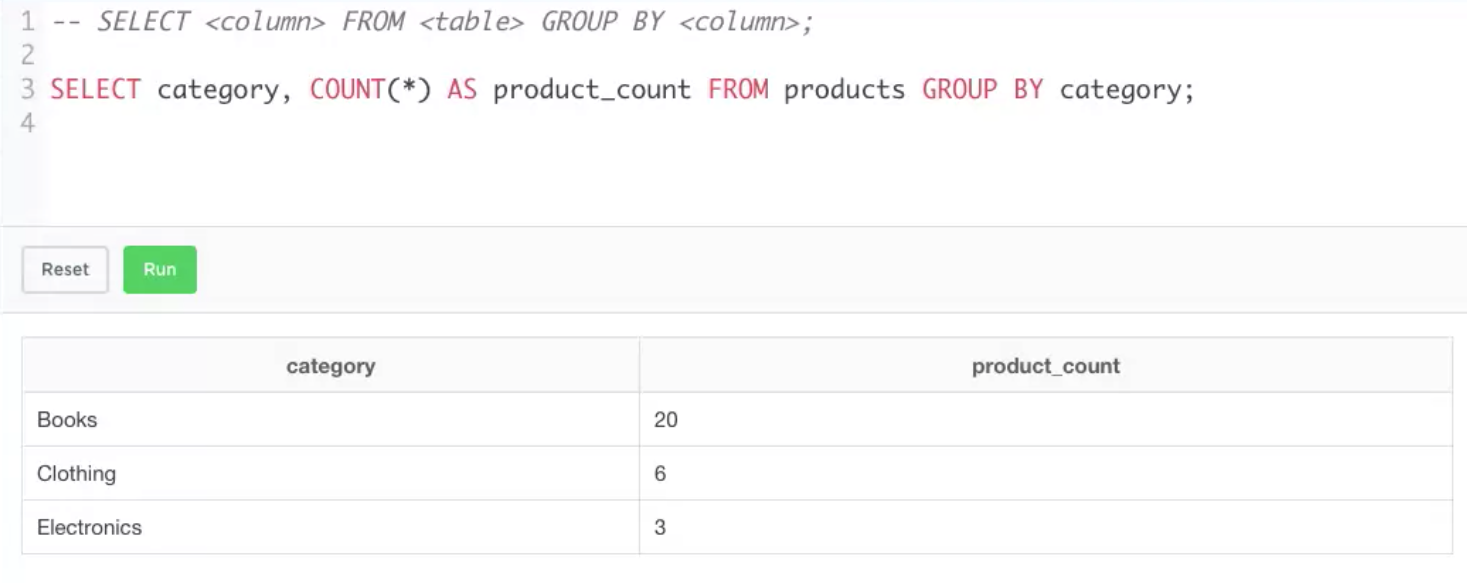 1 -- SELECT <column> FROM <table> GROUP BY <column>;
2
3 SELECT category, COUNT(*) AS product_count FROM products GROUP BY category;
4
Reset Run
category product_count
Books 20
Clothing 6
Electronics 3